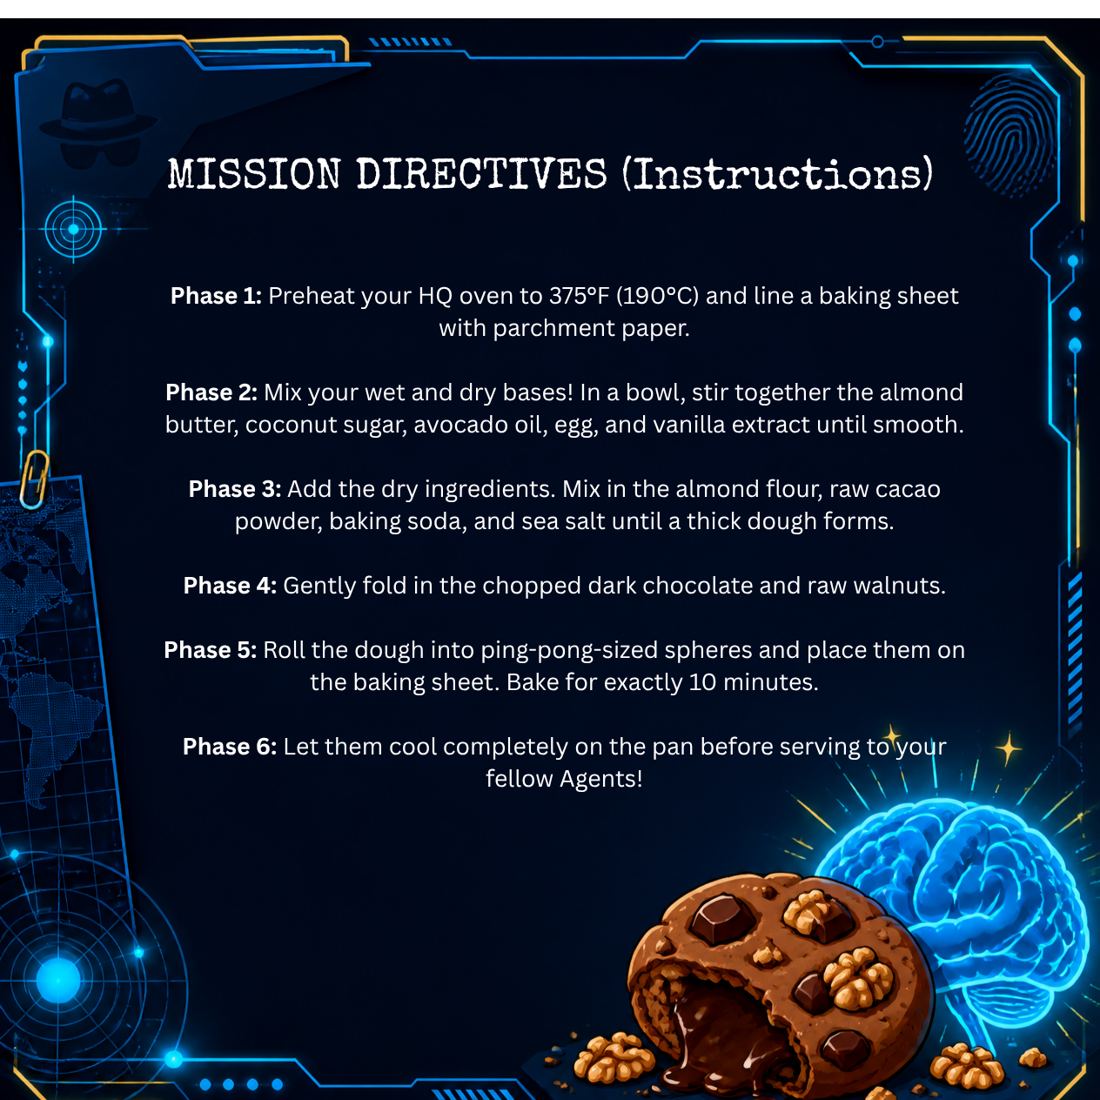 MISSION DIRECTIVES (Instructions)
Phase 1: Preheat your HQ oven to 375°F (190°C) and line a baking sheet
with parchment paper.
Phase 2: Mix your wet and dry bases! In a bowl, stir together the almond
butter, coconut sugar, avocado oil, egg, and vanilla extract until smooth.
Phase 3: Add the dry ingredients. Mix in the almond flour, raw cacao
powder, baking soda, and sea salt until a thick dough forms.
Phase 4: Gently fold in the chopped dark chocolate and raw walnuts.
Phase 5: Roll the dough into ping-pong-sized spheres and place them on
the baking sheet. Bake for exactly 10 minutes.
Phase 6: Let them cool completely on the pan before serving to your
fellow Agents!